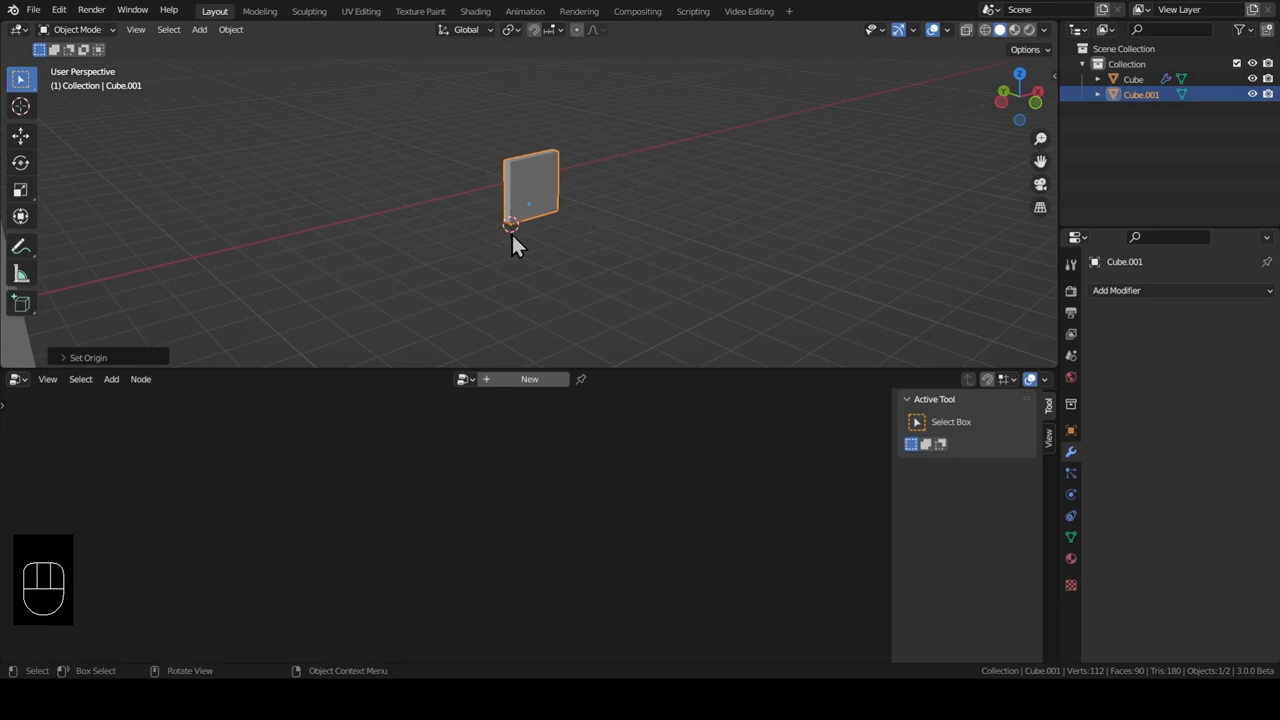 File Edit Render Window Help Layout Modeling Sculpting UV Editing Texture Paint Shading Animation Rendering Compositing Scripting Video Editing + Scene View Layer
Object Mode View Select Add Object Global
Options
User Perspective
(1) Collection | Cube.001
Z
Y
X
Set Origin
Scene Collection
Collection
Cube
Cube.001
Cube.001
Add Modifier
View Select Add Node New
Active Tool
Select Box
Tool
View
Select Box Select Rotate View Object Context Menu Collection | Cube.001 | Verts:112 | Faces:90 | Tris:180 | Objects:1/2 | 3.0.0 Beta